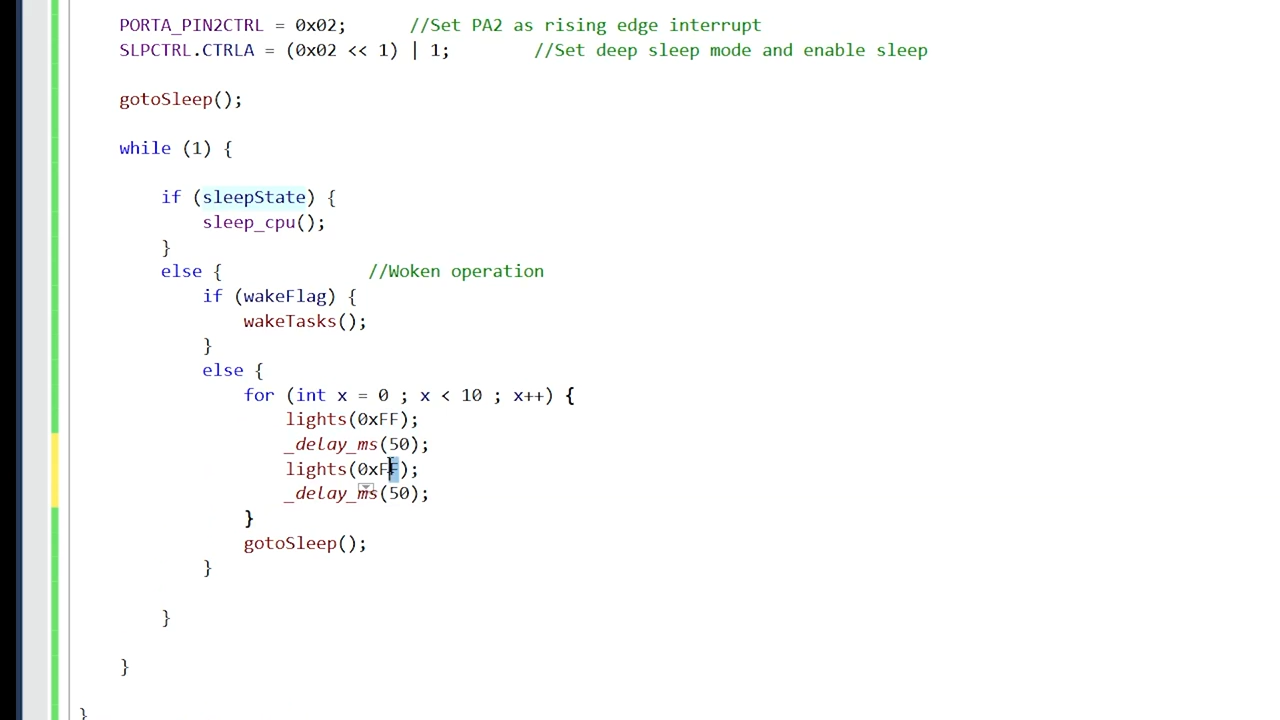 PORTA_PIN2CTRL = 0x02; //Set PA2 as rising edge interrupt
SLPCTRL.CTRLA = (0x02 << 1) | 1; //Set deep sleep mode and enable sleep
gotoSleep();
while (1) {
if (sleepState) {
sleep_cpu();
}
else { //Woken operation
if (wakeFlag) {
wakeTasks();
}
else {
for (int x = 0 ; x < 10 ; x++) {
lights(0xFF);
_delay_ms(50);
lights(0xFF);
_delay_ms(50);
}
gotoSleep();
}
}
}
}